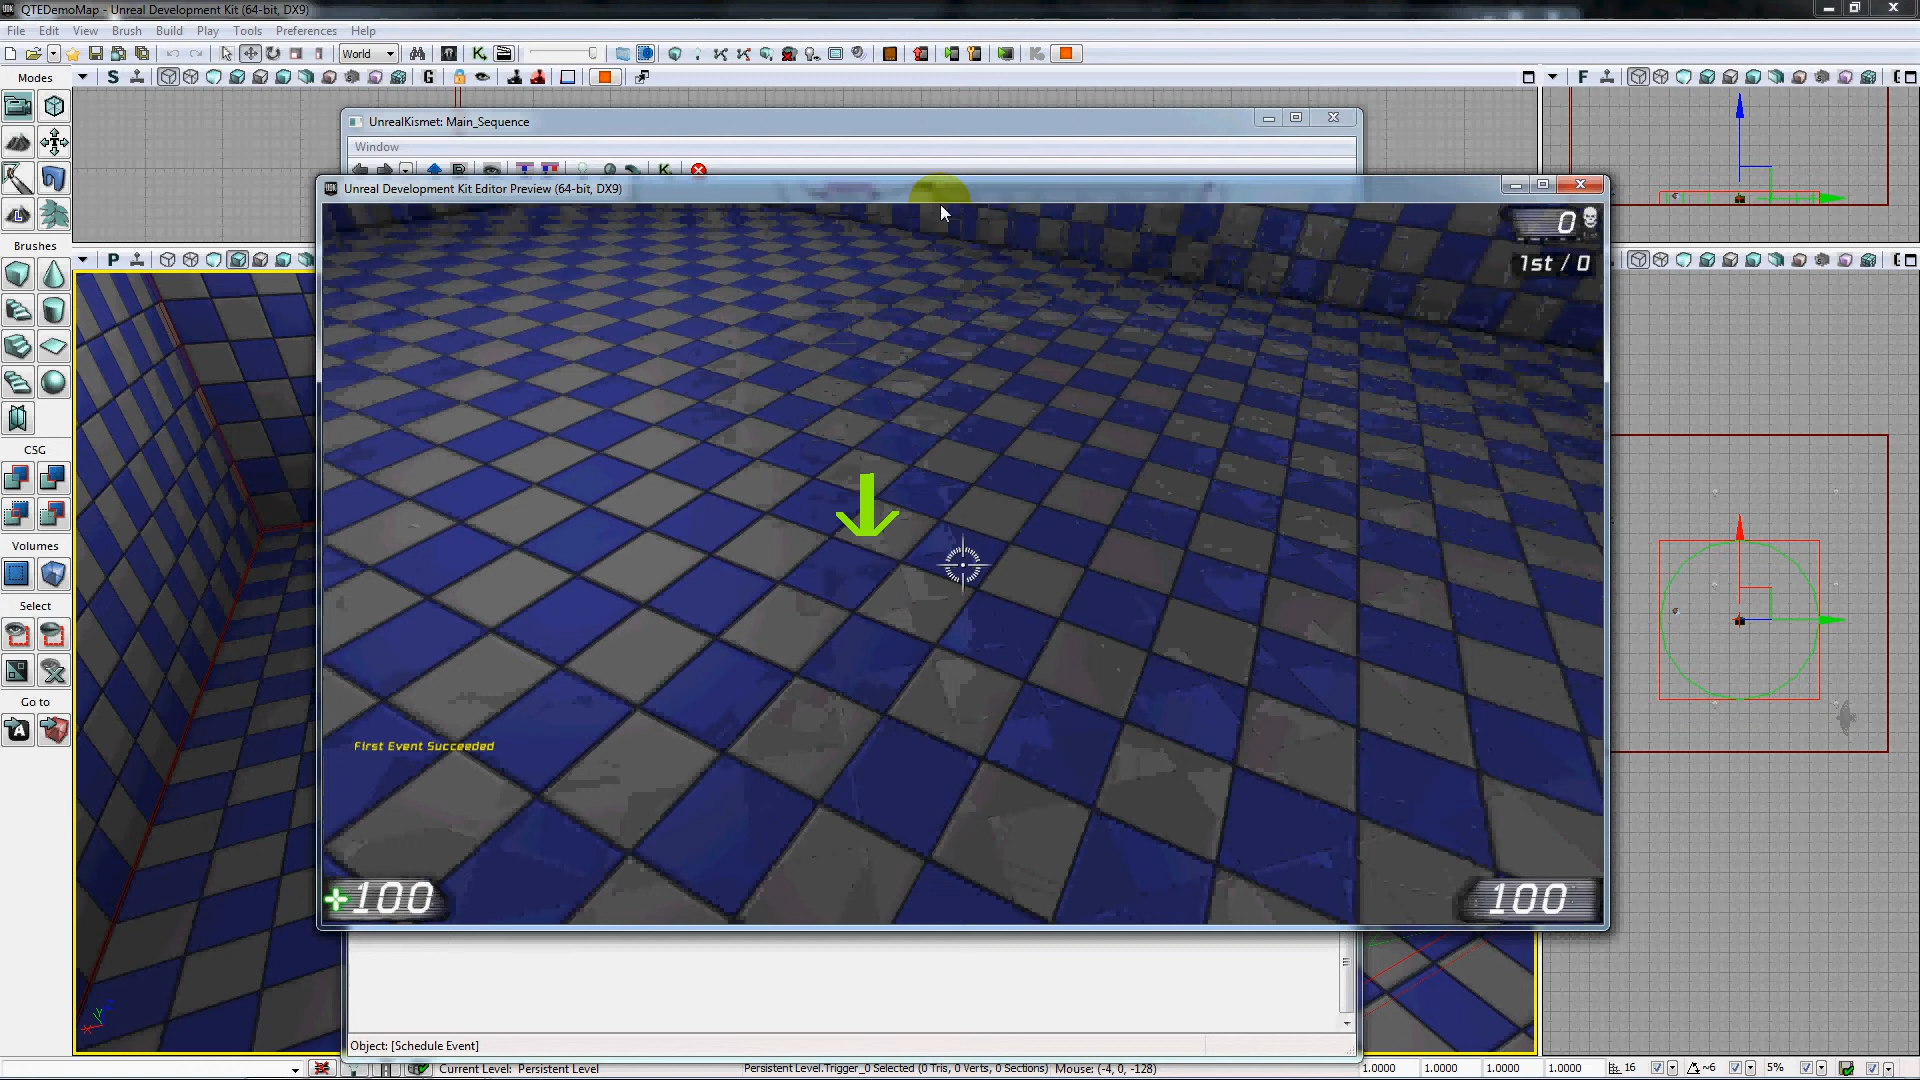 QTEDemoMap - Unreal Development Kit (64-bit, DX9)
File Edit View Brush Build Play Tools Preferences Help
World
Modes
S
G
F
UnrealKismet: Main_Sequence
Window
Unreal Development Kit Editor Preview (64-bit, DX9)
0
1st / 0
L
Brushes
P
CSG
Volumes
Select
Go to
A
First Event Succeeded
100
100
Object: [Schedule Event]
Current Level: Persistent Level
Persistent Level.Trigger_0 Selected (0 Tris, 0 Verts, 0 Sections) Mouse: (-4, 0, -128)
1.0000 1.0000 1.0000 1.0000 16 ~6 5%